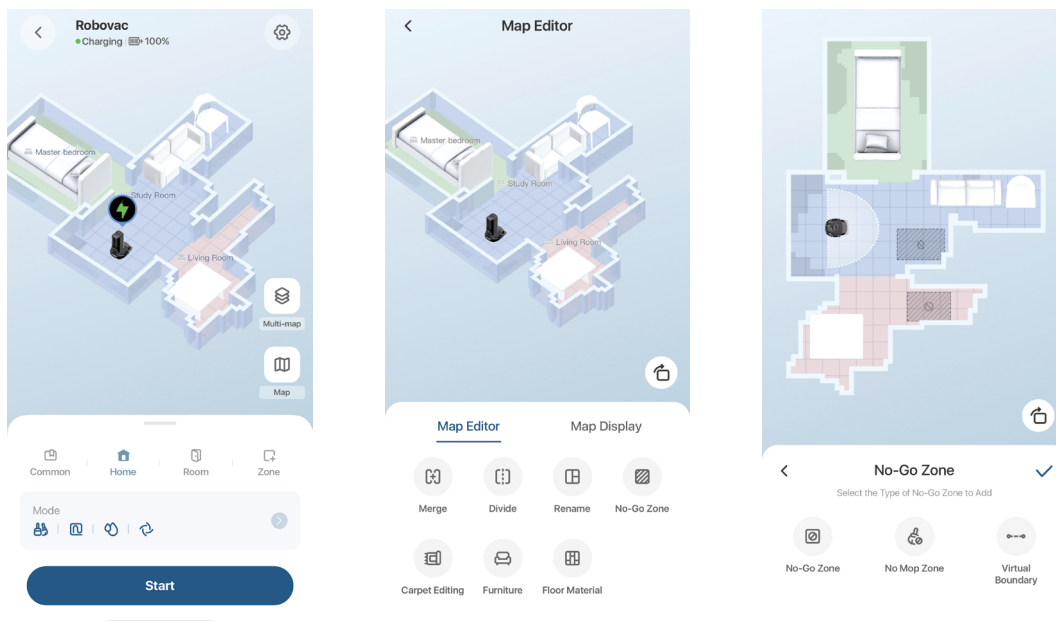 Robovac
Charging 100%
Master bedroom
Study Room
Living Room
Multi-map
Map
Common
Home
Room
Zone
Mode
Start
Map Editor
Master bedroom
Study Room
Living Room
Map Editor
Map Display
Merge
Divide
Rename
No-Go Zone
Carpet Editing
Furniture
Floor Material
No-Go Zone
Select the Type of No-Go Zone to Add
No-Go Zone
No Mop Zone
Virtual
Boundary